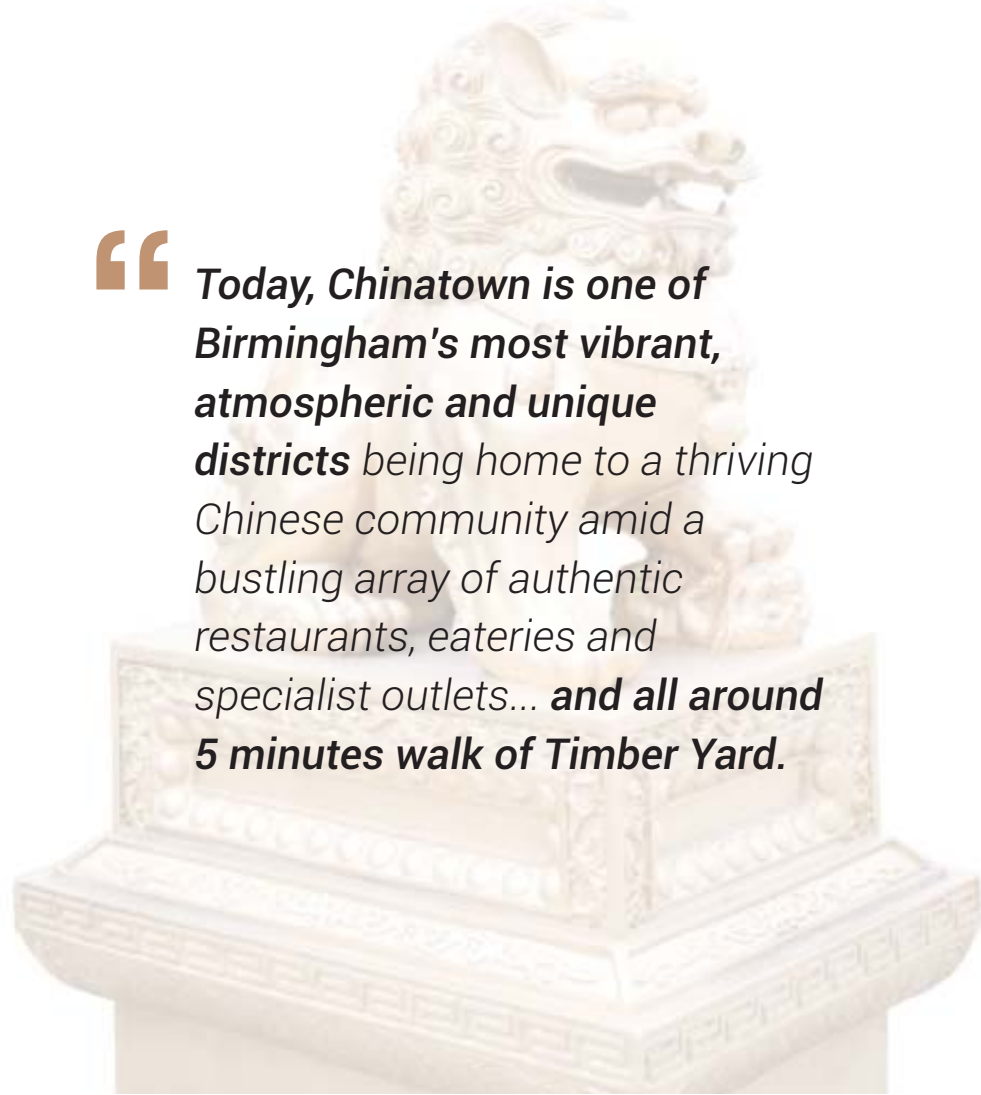 “
Today, Chinatown is one of
Birmingham's most vibrant,
atmospheric and unique
districts being home to a thriving
Chinese community amid a
bustling array of authentic
restaurants, eateries and
specialist outlets... and all around
5 minutes walk of Timber Yard.